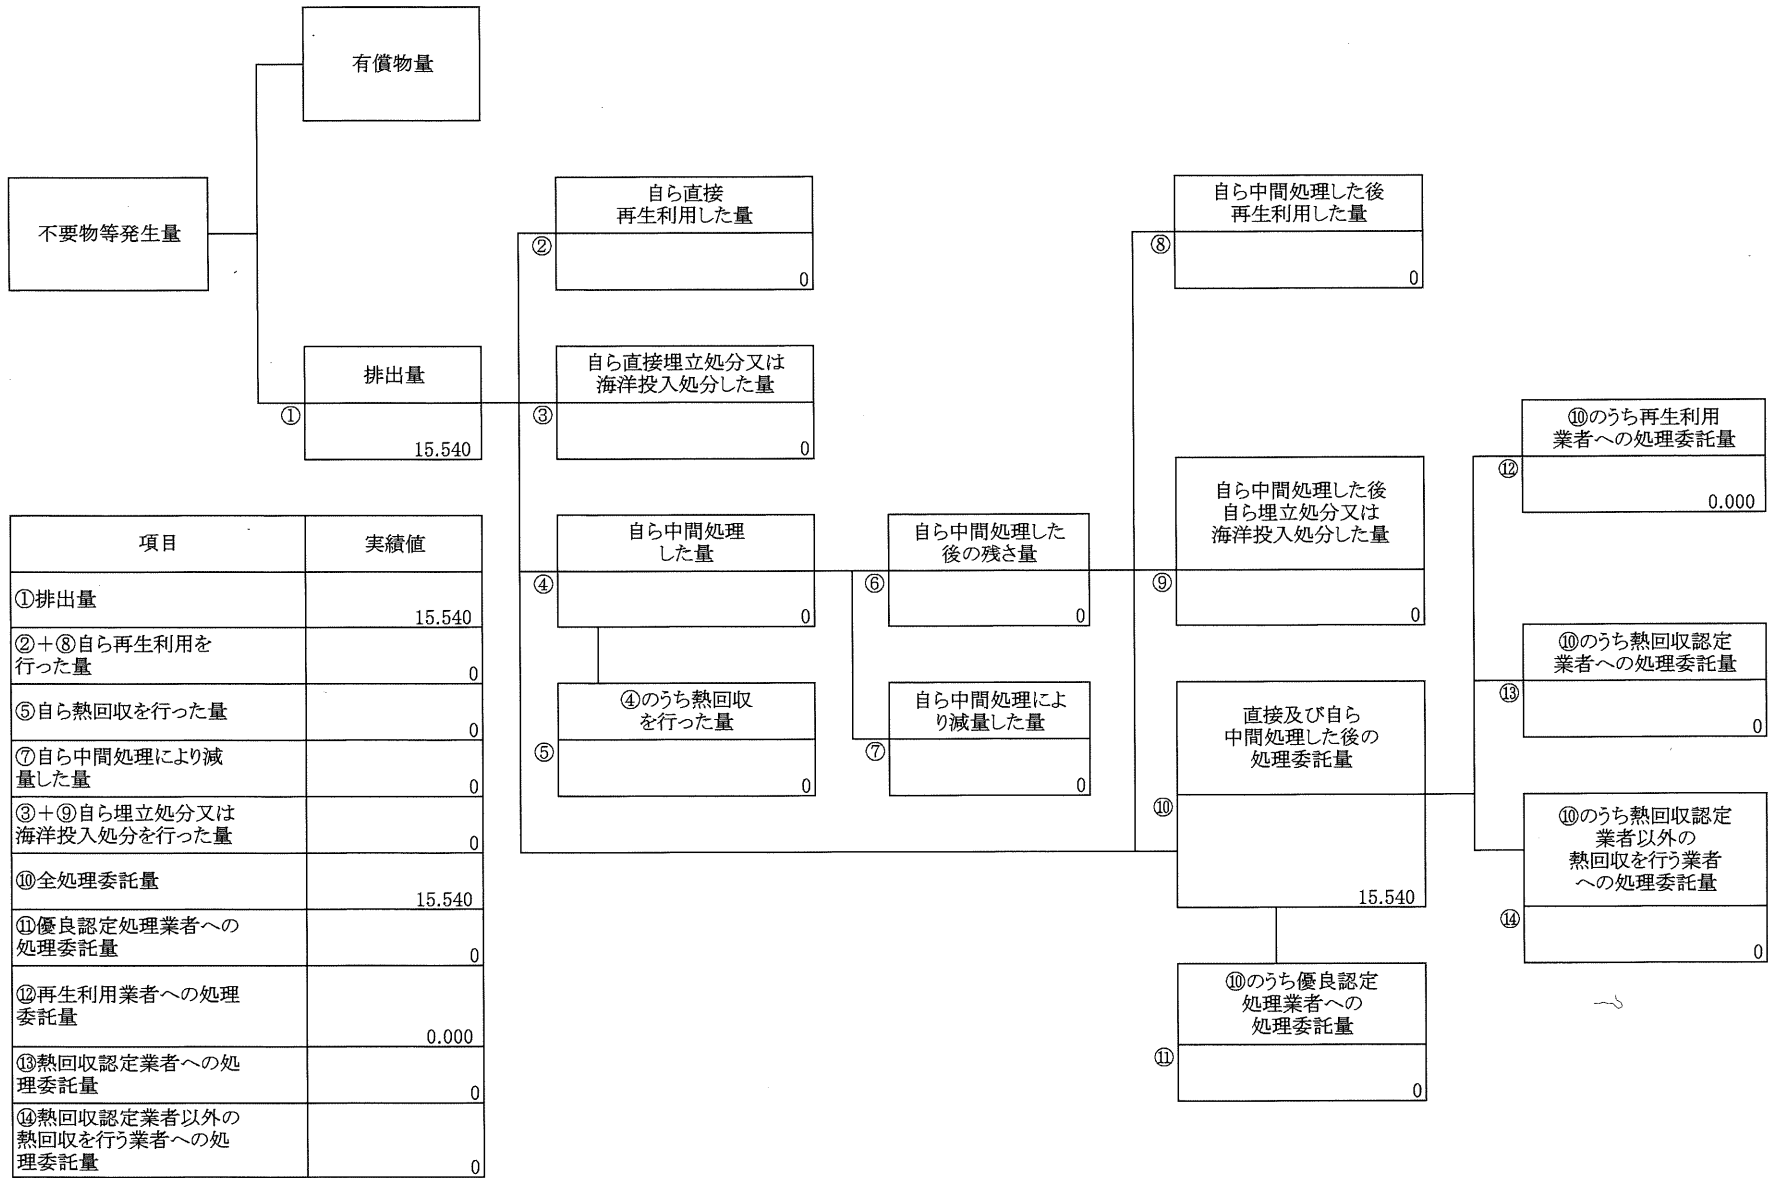 有償物量
不要物等発生量
排出量
①
15.540
自ら直接
再生利用した量
②
0
自ら直接埋立処分又は
海洋投入処分した量
③
0
自ら中間処理
した量
④
0
④のうち熱回収
を行った量
⑤
0
自ら中間処理した
後の残さ量
⑥
0
自ら中間処理によ
り減量した量
⑦
0
自ら中間処理した後
再生利用した量
⑧
0
自ら中間処理した後
自ら埋立処分又は
海洋投入処分した量
⑨
0
直接及び自ら
中間処理した後の
処理委託量
⑩
15.540
⑩のうち優良認定
処理業者への
処理委託量
⑪
0
⑩のうち再生利用
業者への処理委託量
⑫
0.000
⑩のうち熱回収認定
業者への処理委託量
⑬
0
⑩のうち熱回収認定
業者以外の
熱回収を行う業者
への処理委託量
⑭
0
項目 実績値
①排出量
15.540
②+⑧自ら再生利用を
行った量
0
⑤自ら熱回収を行った量
0
⑦自ら中間処理により減
量した量
0
③+⑨自ら埋立処分又は
海洋投入処分を行った量
0
⑩全処理委託量
15.540
⑪優良認定処理業者への
処理委託量
0
⑫再生利用業者への処理
委託量
0.000
⑬熱回収認定業者への処
理委託量
0
⑭熱回収認定業者以外の
熱回収を行う業者への処
理委託量
0